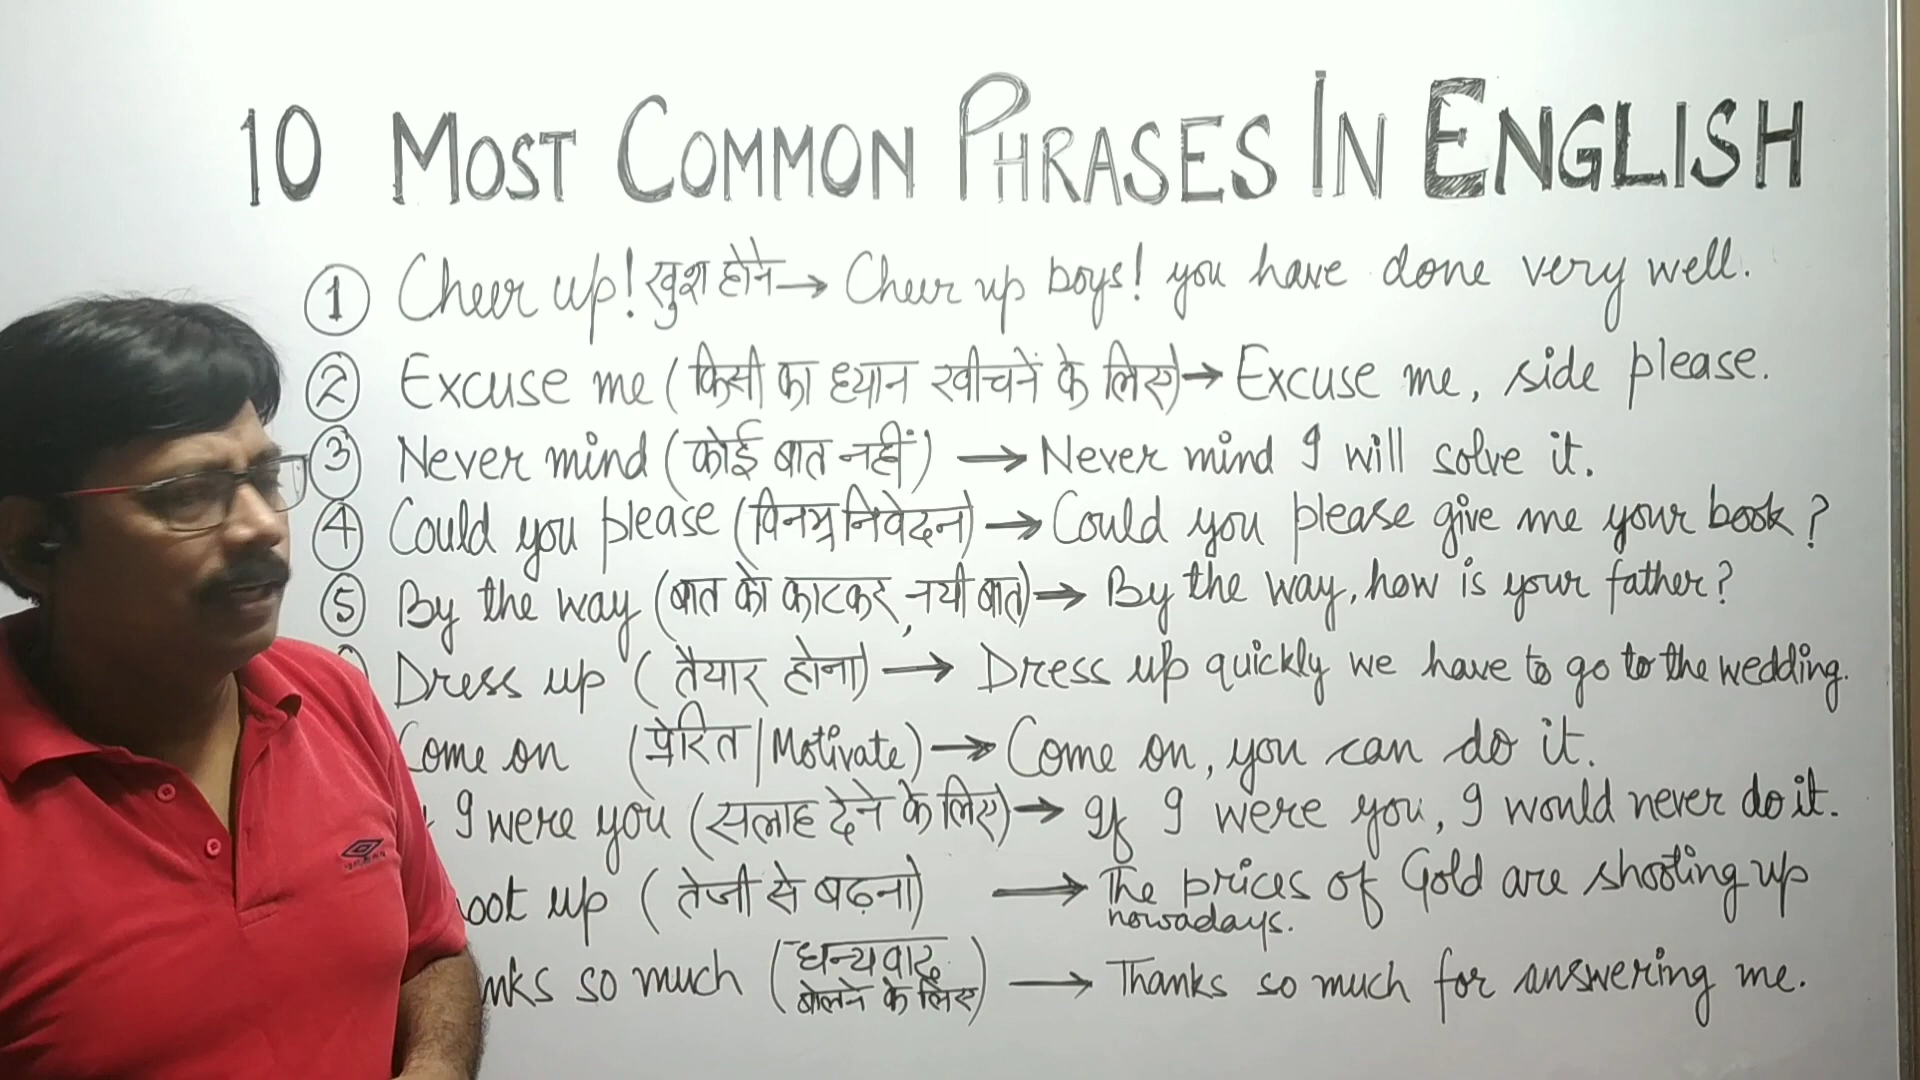 10 MOST COMMON PHRASES IN ENGLISH
1 Cheer up! खुश होने → Cheer up boys! you have done very well.
2 Excuse me (किसी का ध्यान खीचनें के लिए) → Excuse me, side please.
3 Never mind (कोई बात नहीं) → Never mind I will solve it.
4 Could you please (विनम्र निवेदन) → Could you please give me your book?
5 By the way (बात को काटकर, नयी बात) → By the way, how is your father?
Dress up (तैयार होना) → Dress up quickly we have to go to the wedding.
Come on (प्रेरित/Motivate) → Come on, you can do it.
I were you (सलाह देने के लिए) → If I were you, I would never do it.
oot up (तेजी से बढ़ना) → The prices of Gold are shooting up
nowadays.
nks so much (धन्यवाद बोलने के लिए) → Thanks so much for answering me.